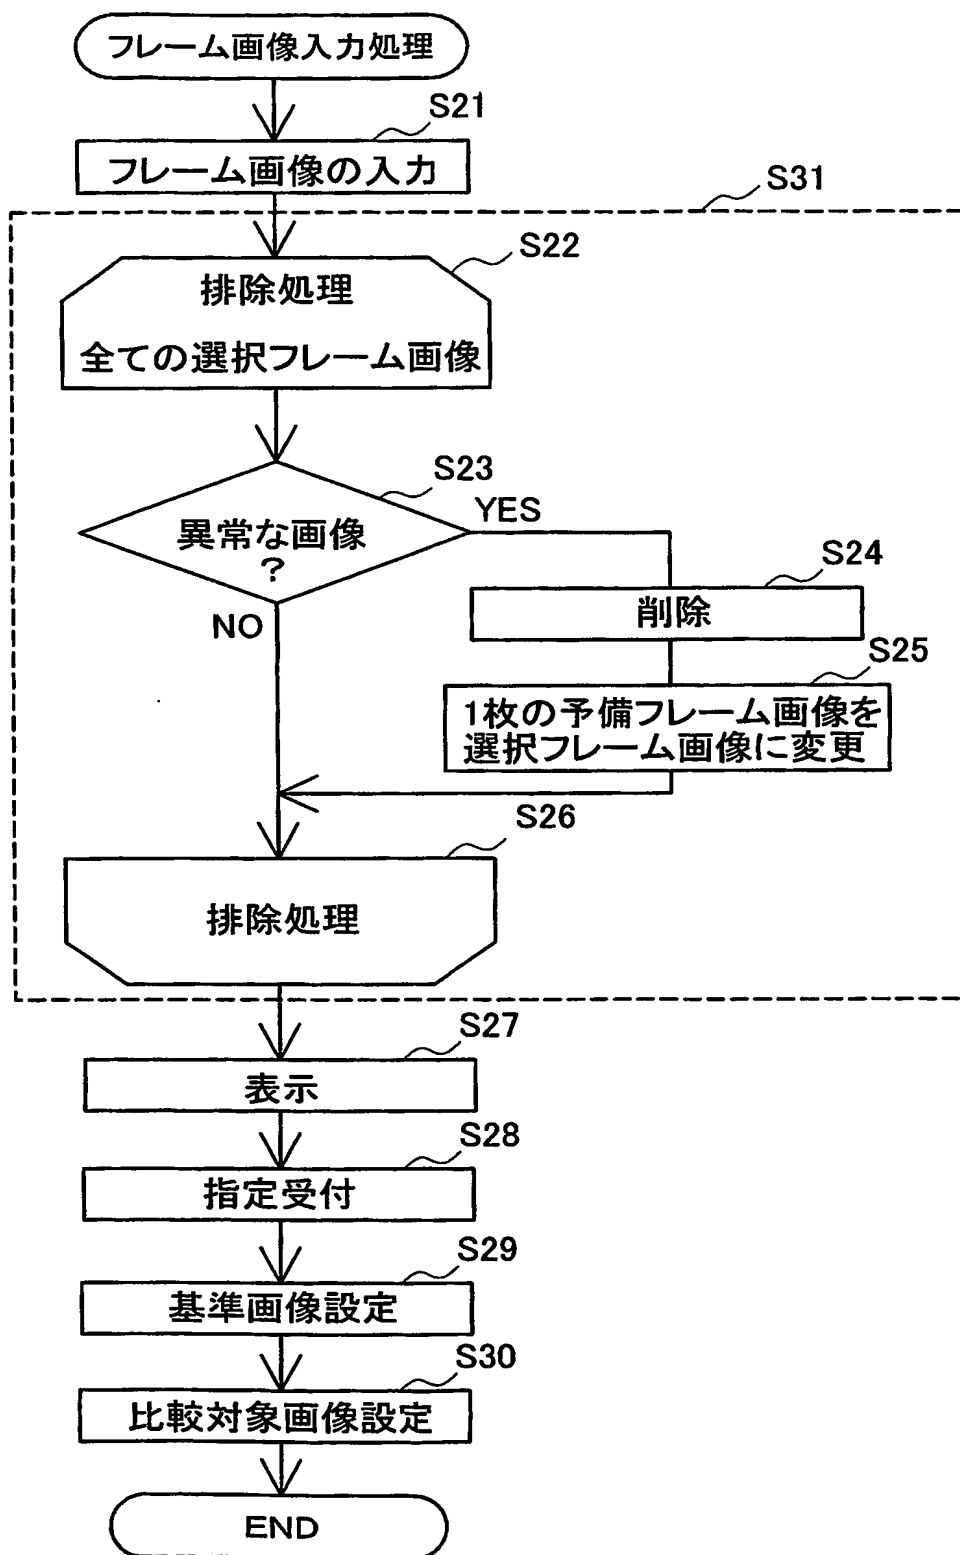 フレーム画像入力処理
S21
フレーム画像の入力
S31
S22
排除処理
全ての選択フレーム画像
S23
異常な画像
?
YES
NO
S24
削除
S25
1枚の予備フレーム画像を
選択フレーム画像に変更
S26
排除処理
S27
表示
S28
指定受付
S29
基準画像設定
S30
比較対象画像設定
END